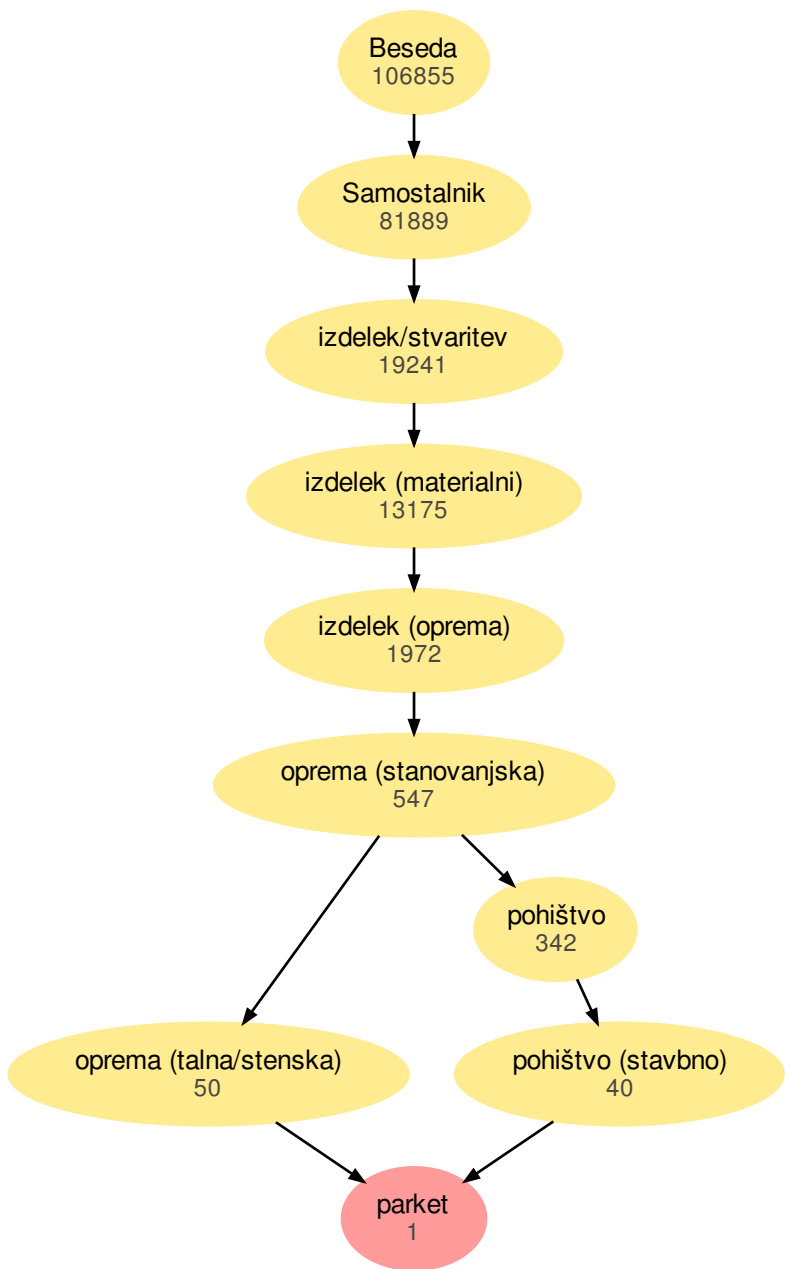 Beseda
106855
Samostalnik
81889
izdelek/stvaritev
19241
izdelek (materialni)
13175
izdelek (oprema)
1972
oprema (stanovanjska)
547
pohištvo
342
oprema (talna/stenska)
50
pohištvo (stavbno)
40
parket
1